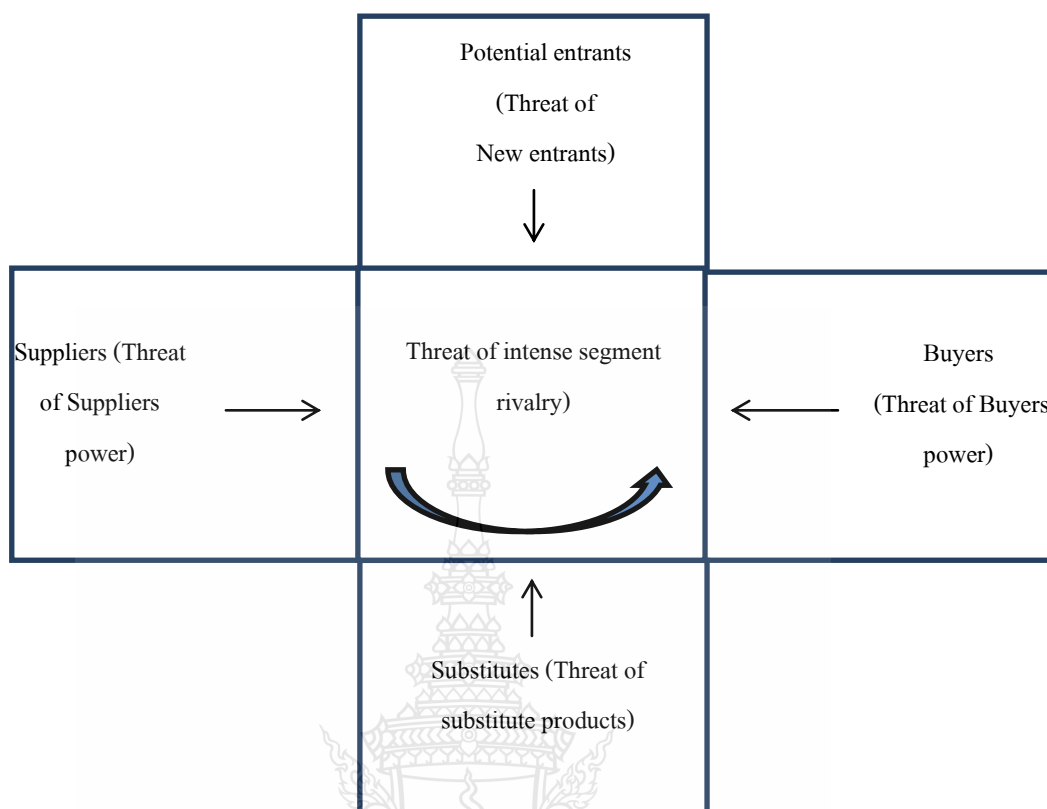 Potential entrants
(Threat of
New entrants)
Suppliers (Threat
of Suppliers
power)
Threat of intense segment
rivalry)
Buyers
(Threat of Buyers
power)
Substitutes (Threat of
substitute products)